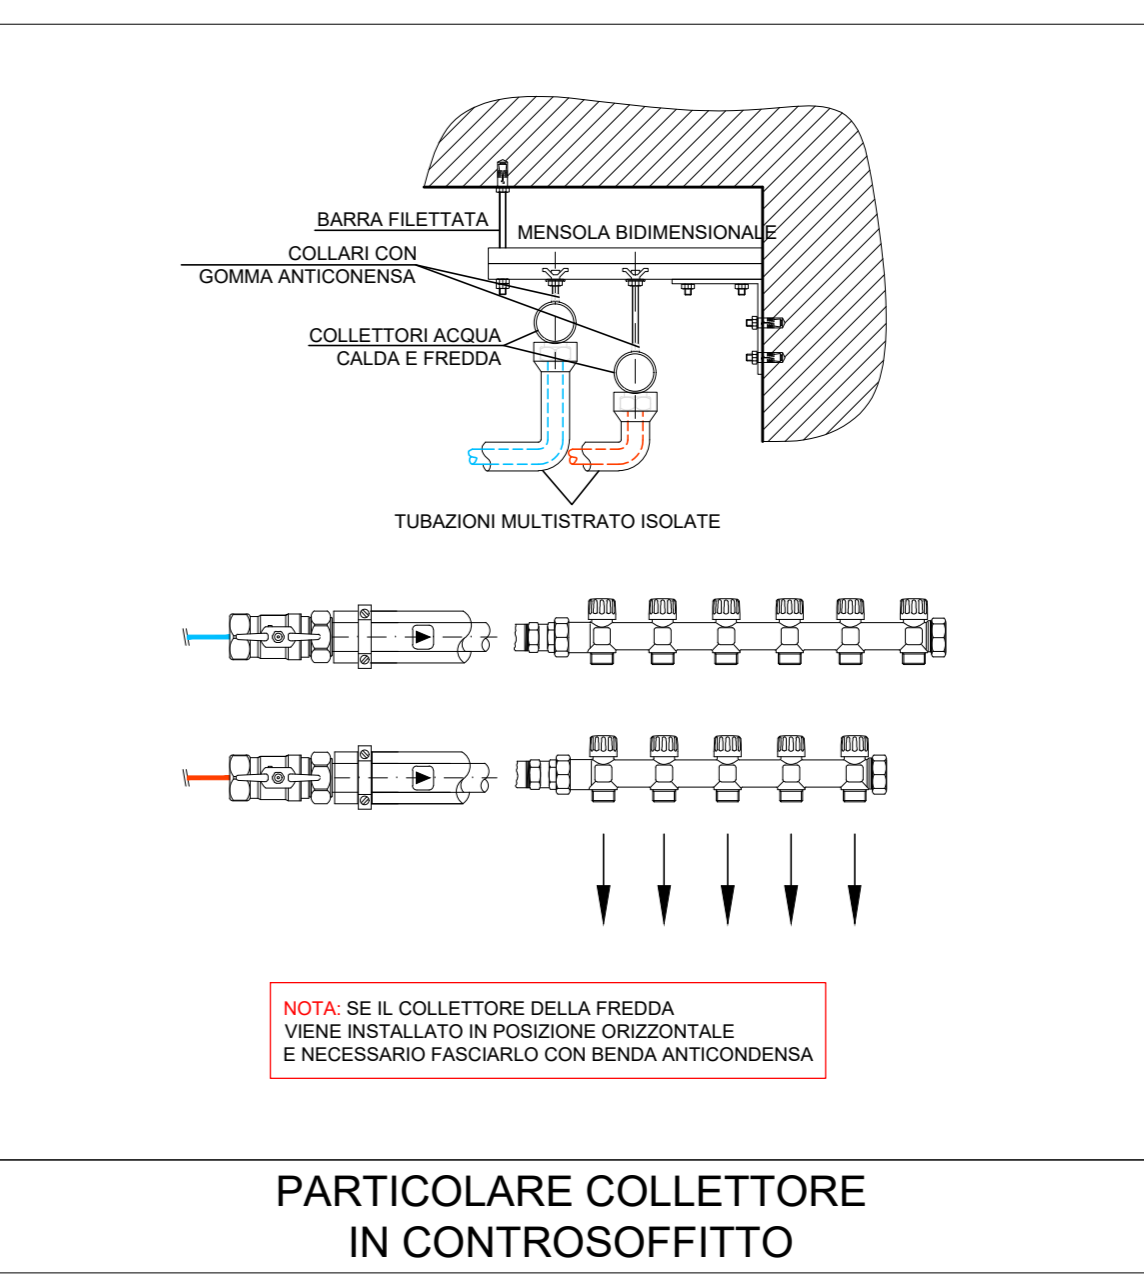 BARRA FILETTATA
MENSOLA BIDIMENSIONALE
COLLARI CON
GOMMA ANTICONENSA
COLLETTORI ACQUA
CALDA E FREDDA
TUBAZIONI MULTISTRATO ISOLATE
NOTA: SE IL COLLETTORE DELLA FREDDA
VIENE INSTALLATO IN POSIZIONE ORIZZONTALE
E NECESSARIO FASCIARLO CON BENDA ANTICONDENSA
PARTICOLARE COLLETTORE
IN CONTROSOFFITTO